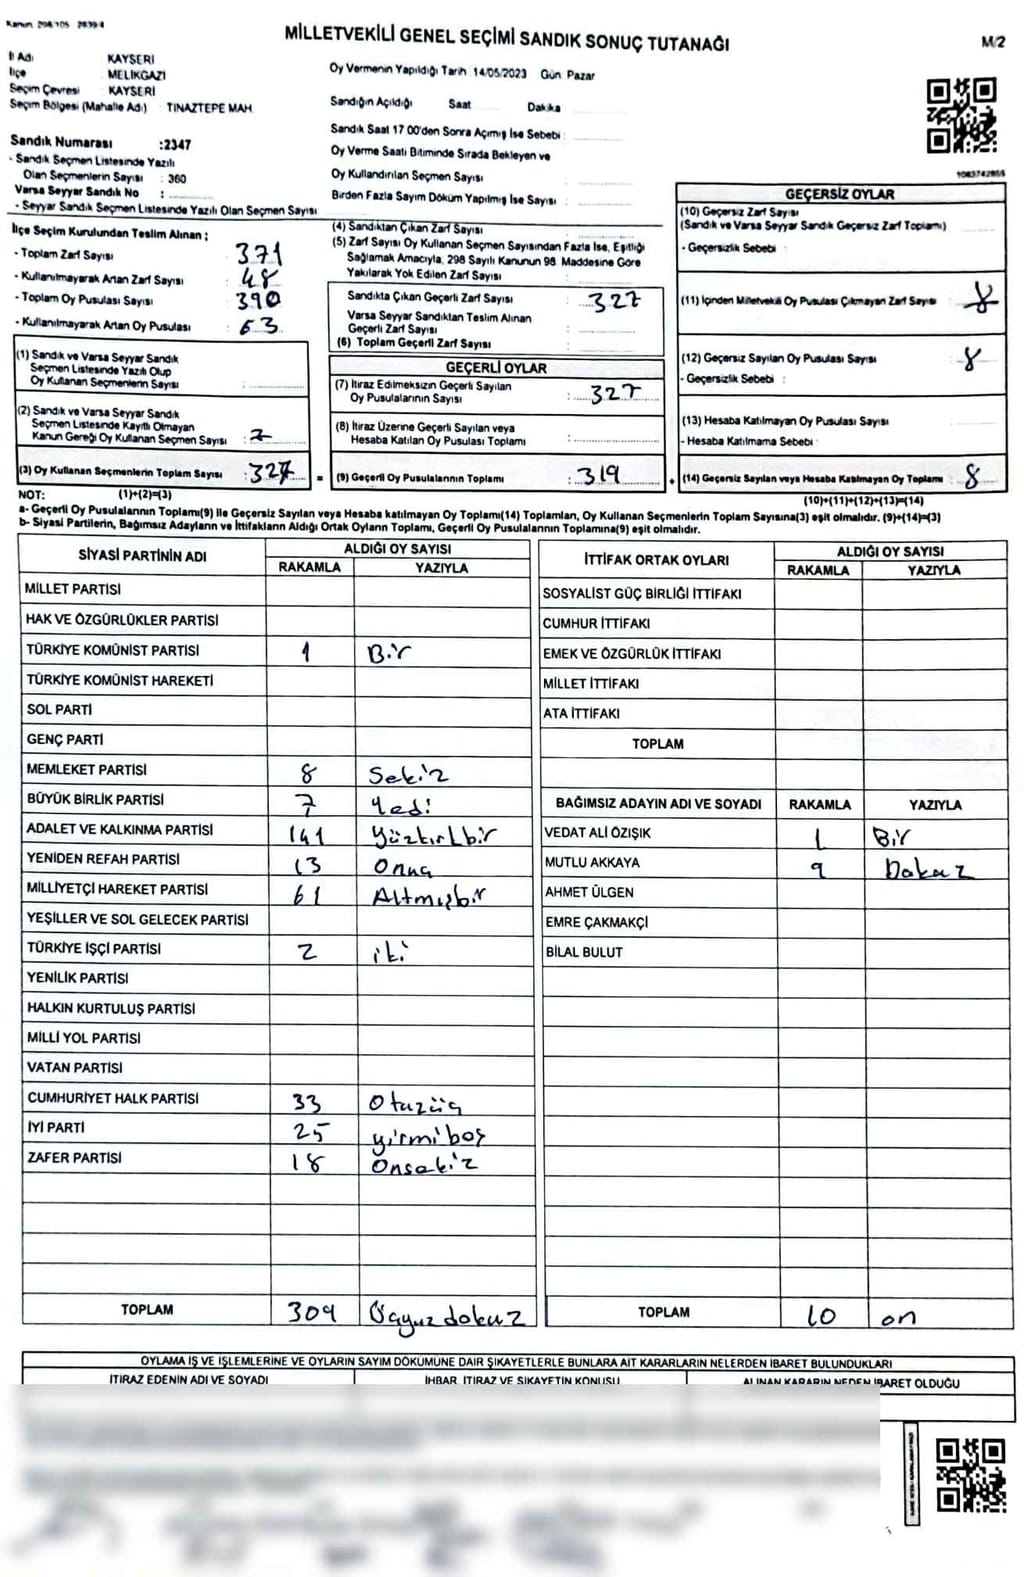 Kanun 298/105 2839/4
MİLLETVEKİLİ GENEL SEÇİMİ SANDIK SONUÇ TUTANAĞI
M/2
İl Adı : KAYSERİ
İlçe : MELİKGAZİ
Seçim Çevresi : KAYSERİ
Seçim Bölgesi (Mahalle Adı) : TINAZTEPE MAH
Sandık Numarası :2347
- Sandık Seçmen Listesinde Yazılı
Olan Seçmenlerin Sayısı : 360
Varsa Seyyar Sandık No :
- Seyyar Sandık Seçmen Listesinde Yazılı Olan Seçmen Sayısı
Oy Vermenin Yapıldığı Tarih 14/05/2023 Gün Pazar
Sandığın Açıldığı Saat Dakika
Sandık Saat 17 00'den Sonra Açımış İse Sebebi :
Oy Verme Saati Bitiminde Sırada Bekleyen ve
Oy Kullandırılan Seçmen Sayısı
Birden Fazla Sayım Döküm Yapılmış İse Sayısı
1083742855
İlçe Seçim Kurulundan Teslim Alınan ;
- Toplam Zarf Sayısı : 371
- Kullanılmayarak Artan Zarf Sayısı : 48
- Toplam Oy Pusulası Sayısı : 390
- Kullanılmayarak Artan Oy Pusulası : 63
(1) Sandık ve Varsa Seyyar Sandık
Seçmen Listesinde Yazılı Olup
Oy Kullanan Seçmenlerin Sayısı :
(2) Sandık ve Varsa Seyyar Sandık
Seçmen Listesinde Kayıtlı Olmayan
Kanun Gereği Oy Kullanan Seçmen Sayısı :
(3) Oy Kullanan Seçmenlerin Toplam Sayısı : 327
(4) Sandıktan Çıkan Zarf Sayısı :
(5) Zarf Sayısı Oy Kullanan Seçmen Sayısından Fazla İse, Eşitliği
Sağlamak Amacıyla, 298 Sayılı Kanunun 98. Maddesine Göre
Yakılarak Yok Edilen Zarf Sayısı :
Sandıkta Çıkan Geçerli Zarf Sayısı : 327
Varsa Seyyar Sandıktan Teslim Alınan
Geçerli Zarf Sayısı :
(6) Toplam Geçerli Zarf Sayısı :
GEÇERLİ OYLAR
(7) İtiraz Edilmeksizin Geçerli Sayılan
Oy Pusulalarının Sayısı : 327
(8) İtiraz Üzerine Geçerli Sayılan veya
Hesaba Katılan Oy Pusulası Toplamı :
= (9) Geçerli Oy Pusulalarının Toplamı : 319
GEÇERSİZ OYLAR
(10) Geçersiz Zarf Sayısı
(Sandık ve Varsa Seyyar Sandık Geçersiz Zarf Toplamı)
- Geçersizlik Sebebi :
(11) İçinden Milletvekili Oy Pusulası Çıkmayan Zarf Sayısı :
(12) Geçersiz Sayılan Oy Pusulası Sayısı : 8
- Geçersizlik Sebebi :
(13) Hesaba Katılmayan Oy Pusulası Sayısı
- Hesaba Katılmama Sebebi
+ (14) Geçersiz Sayılan veya Hesaba Katılmayan Oy Toplamı : 8
NOT: (1)+(2)=(3)
(10)+(11)+(12)+(13)=(14)
a- Geçerli Oy Pusulalarının Toplamı(9) ile Geçersiz Sayılan veya Hesaba katılmayan Oy Toplamı(14) Toplamları, Oy Kullanan Seçmenlerin Toplam Sayısına(3) eşit olmalıdır. (9)+(14)=(3)
b- Siyasi Partilerin, Bağımsız Adayların ve İttifakların Aldığı Ortak Oyların Toplamı, Geçerli Oy Pusulalarının Toplamına(9) eşit olmalıdır.
SİYASİ PARTİNİN ADI ALDIĞI OY SAYISI
RAKAMLA YAZIYLA
MİLLET PARTİSİ
HAK VE ÖZGÜRLÜKLER PARTİSİ
TÜRKİYE KOMÜNİST PARTİSİ 1 Bir
TÜRKİYE KOMÜNİST HAREKETİ
SOL PARTİ
GENÇ PARTİ
MEMLEKET PARTİSİ 8 Sekiz
BÜYÜK BİRLİK PARTİSİ 7 Yedi
ADALET VE KALKINMA PARTİSİ 141 Yüzkırkbir
YENİDEN REFAH PARTİSİ 13 Onüç
MİLLİYETÇİ HAREKET PARTİSİ 61 Altmışbir
YEŞİLLER VE SOL GELECEK PARTİSİ
TÜRKİYE İŞÇİ PARTİSİ 2 iki
YENİLİK PARTİSİ
HALKIN KURTULUŞ PARTİSİ
MİLLİ YOL PARTİSİ
VATAN PARTİSİ
CUMHURİYET HALK PARTİSİ 33 Otuzüç
İYİ PARTİ 25 yirmibeş
ZAFER PARTİSİ 18 Onsekiz
TOPLAM 309 Üçyüzdokuz
İTTİFAK ORTAK OYLARI ALDIĞI OY SAYISI
RAKAMLA YAZIYLA
SOSYALİST GÜÇ BİRLİĞİ İTTİFAKI
CUMHUR İTTİFAKI
EMEK VE ÖZGÜRLÜK İTTİFAKI
MİLLET İTTİFAKI
ATA İTTİFAKI
TOPLAM
BAĞIMSIZ ADAYIN ADI VE SOYADI RAKAMLA YAZIYLA
VEDAT ALİ ÖZIŞIK 1 Bir
MUTLU AKKAYA 9 Dokuz
AHMET ÜLGEN
EMRE ÇAKMAKÇİ
BİLAL BULUT
TOPLAM 10 on
OYLAMA İŞ VE İŞLEMLERİNE VE OYLARIN SAYIM DÖKÜMÜNE DAİR ŞİKAYETLERLE BUNLARA AİT KARARLARIN NELERDEN İBARET BULUNDUKLARI
İTİRAZ EDENİN ADI VE SOYADI İHBAR, İTİRAZ VE ŞİKAYETİN KONUSU ALINAN KARARIN NEDEN İBARET OLDUĞU